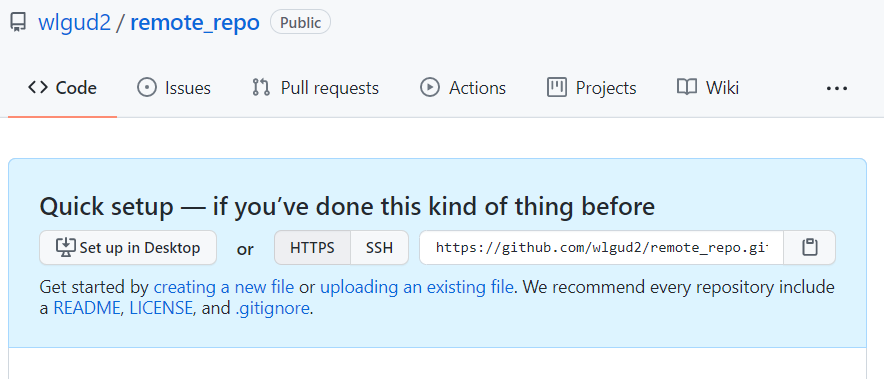 wlgud2 / remote_repo Public
Code Issues Pull requests Actions Projects Wiki ...
Quick setup — if you’ve done this kind of thing before
Set up in Desktop or HTTPS SSH https://github.com/wlgud2/remote_repo.gi
Get started by creating a new file or uploading an existing file. We recommend every repository include
a README, LICENSE, and .gitignore.